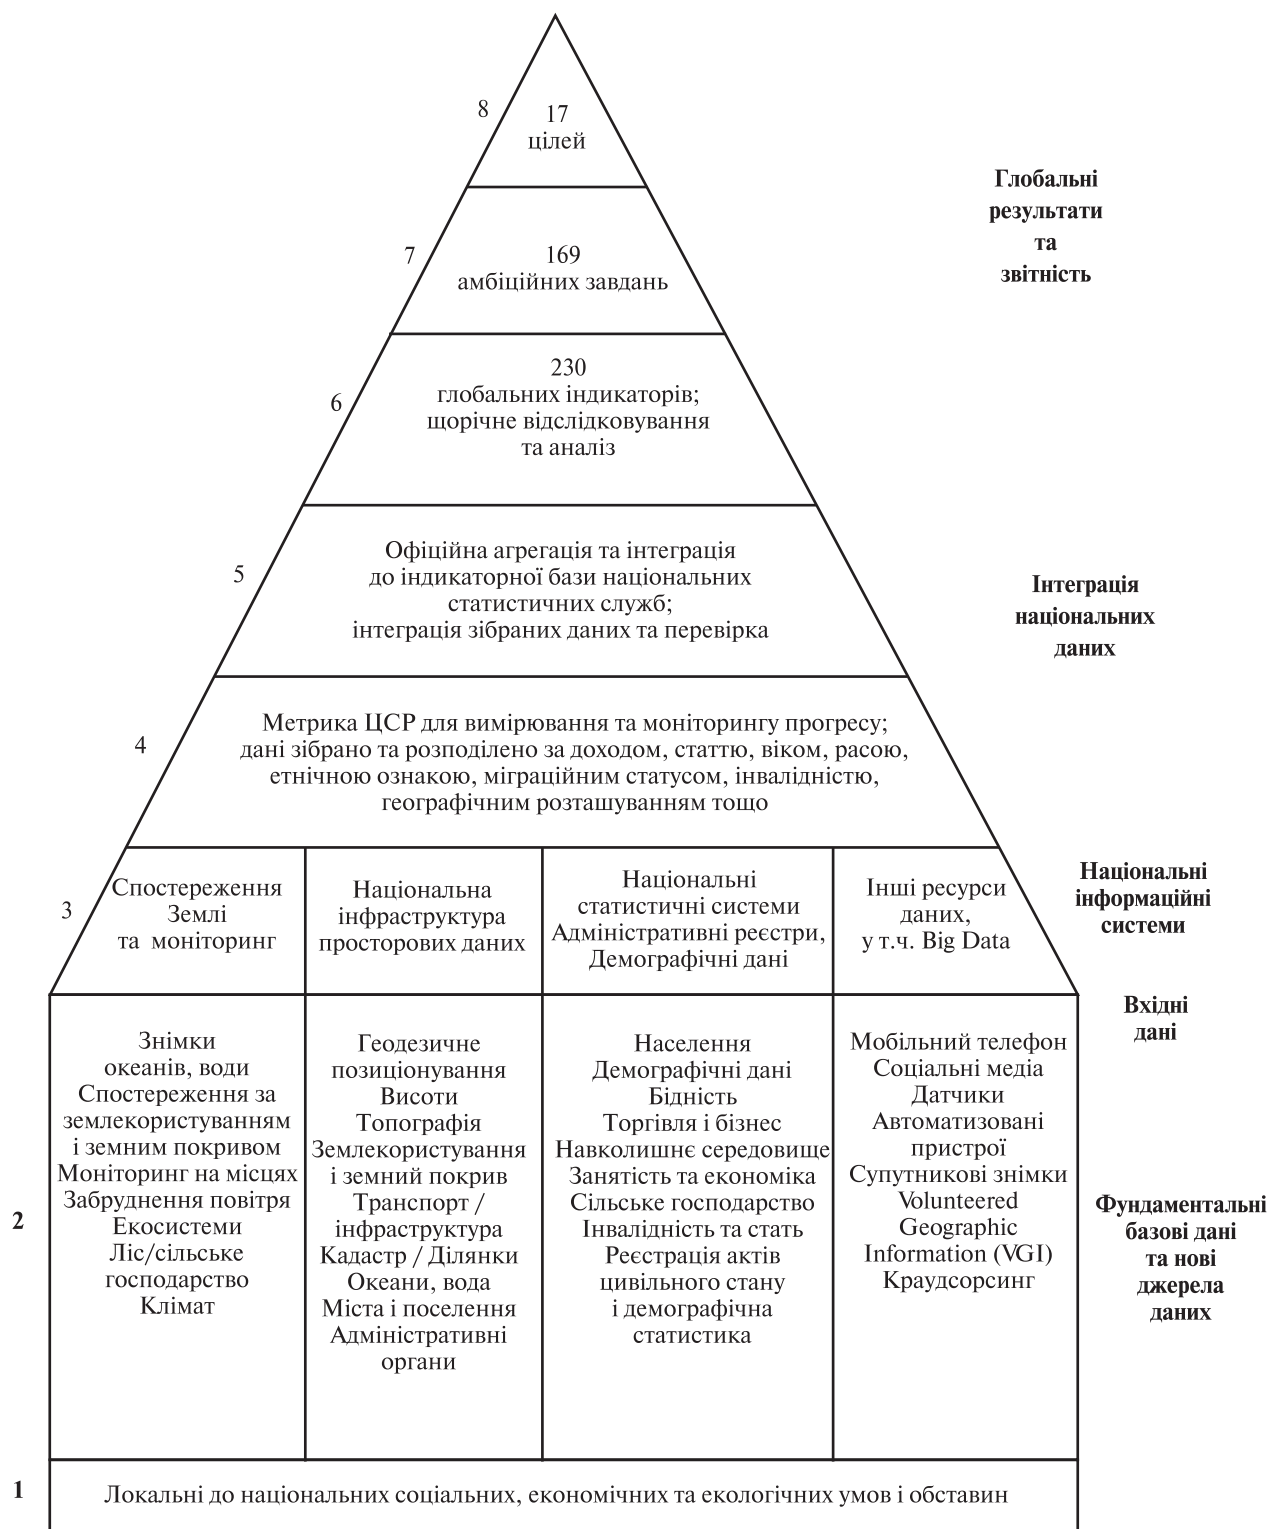 8
17
цілей
Глобальні
результати
та
звітність
7
169
амбіційних завдань
6
230
глобальних індикаторів;
щорічне відслідковування
та аналіз
5
Офіційна агрегація та інтеграція
до індикаторної бази національних
статистичних служб;
інтеграція зібраних даних та перевірка
Інтеграція
національних
даних
4
Метрика ЦСР для вимірювання та моніторингу прогресу;
дані зібрано та розподілено за доходом, статтю, віком, расою,
етнічною ознакою, міграційним статусом, інвалідністю,
географічним розташуванням тощо
3
Спостереження
Землі
та моніторинг
Національна
інфраструктура
просторових даних
Національні
статистичні системи
Адміністративні реєстри,
Демографічні дані
Інші ресурси
даних,
у т.ч. Big Data
Національні
інформаційні
системи
Вхідні
дані
2
Знімки
океанів, води
Спостереження за
землекористуванням
і земним покривом
Моніторинг на місцях
Забруднення повітря
Екосистеми
Ліс/сільське
господарство
Клімат
Геодезичне
позиціонування
Висоти
Топографія
Землекористування
і земний покрив
Транспорт /
інфраструктура
Кадастр / Ділянки
Океани, вода
Міста і поселення
Адміністративні
органи
Населення
Демографічні дані
Бідність
Торгівля і бізнес
Навколишнє середовище
Занятість та економіка
Сільське господарство
Інвалідність та стать
Реєстрація актів
цивільного стану
і демографічна
статистика
Мобільний телефон
Соціальні медіа
Датчики
Автоматизовані
пристрої
Супутникові знімки
Volunteered
Geographic
Information (VGI)
Краудсорсинг
Фундаментальні
базові дані
та нові
джерела
даних
1
Локальні до національних соціальних, економічних та екологічних умов і обставин